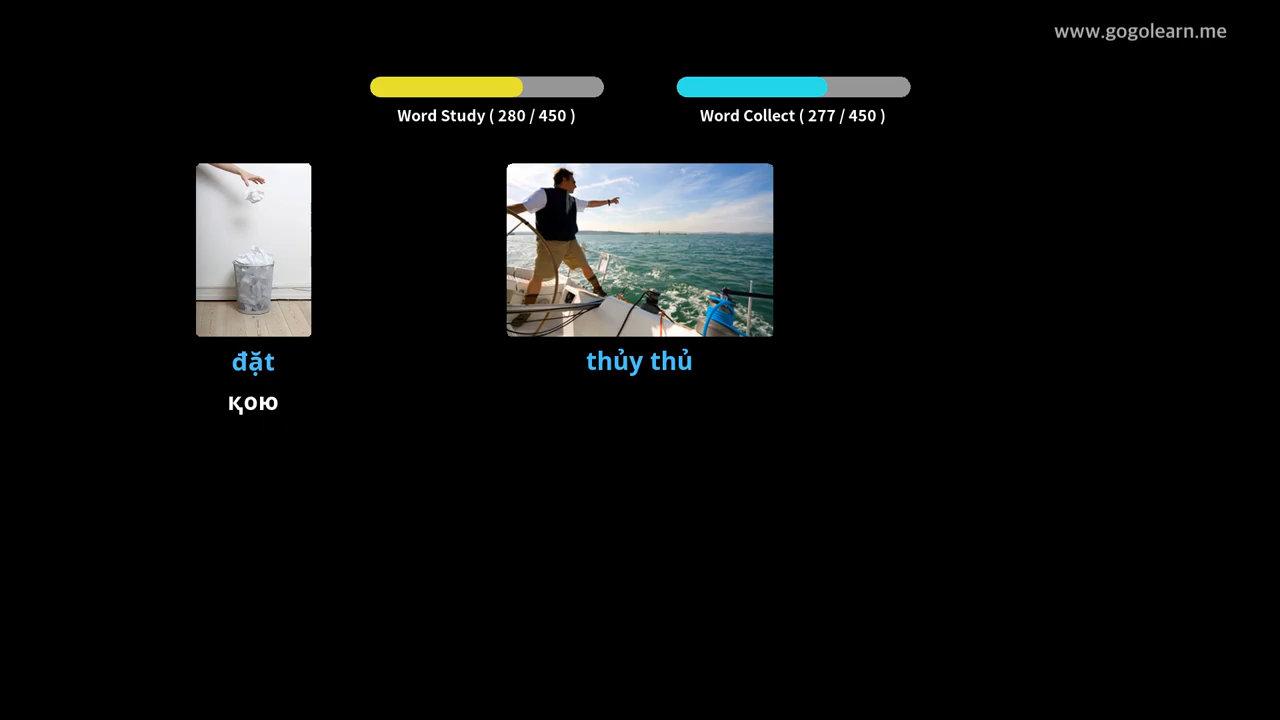 www.gogolearn.me
Word Study ( 280 / 450 )
Word Collect ( 277 / 450 )
đặt
thủy thủ
қою